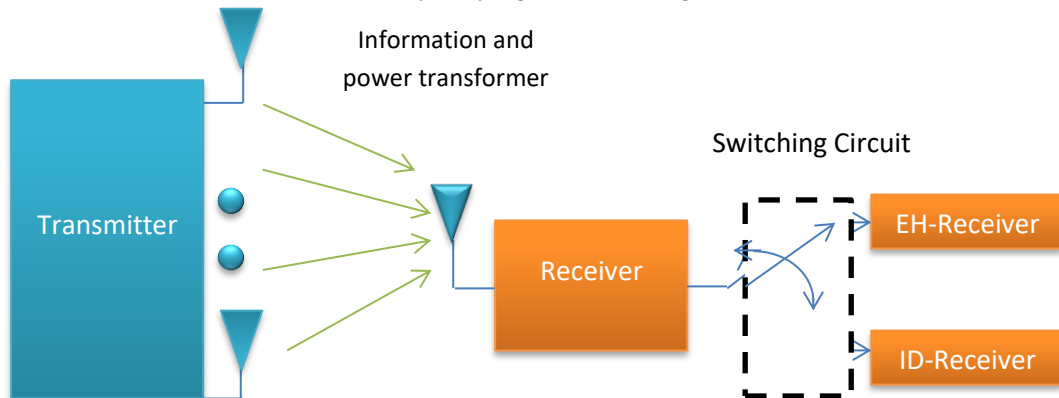 Information and
power transformer
Switching Circuit
Transmitter
EH-Receiver
Receiver
ID-Receiver